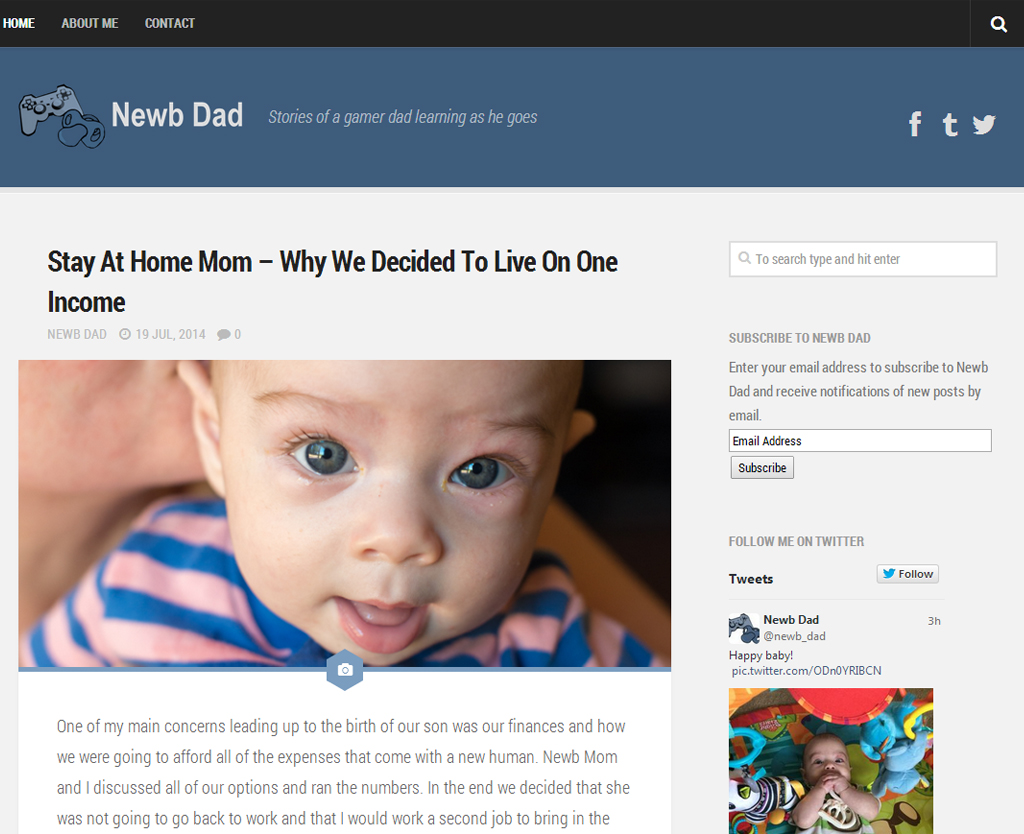 HOME ABOUT ME CONTACT
Newb Dad Stories of a gamer dad learning as he goes
Stay At Home Mom – Why We Decided To Live On One
Income
NEWB DAD 19 JUL, 2014 0
One of my main concerns leading up to the birth of our son was our finances and how
we were going to afford all of the expenses that come with a new human. Newb Mom
and I discussed all of our options and ran the numbers. In the end we decided that she
was not going to go back to work and that I would work a second job to bring in the
To search type and hit enter
SUBSCRIBE TO NEWB DAD
Enter your email address to subscribe to Newb
Dad and receive notifications of new posts by
email.
Email Address
Subscribe
FOLLOW ME ON TWITTER
Tweets Follow
Newb Dad 3h
@newb_dad
Happy baby!
pic.twitter.com/ODn0YRIBCN